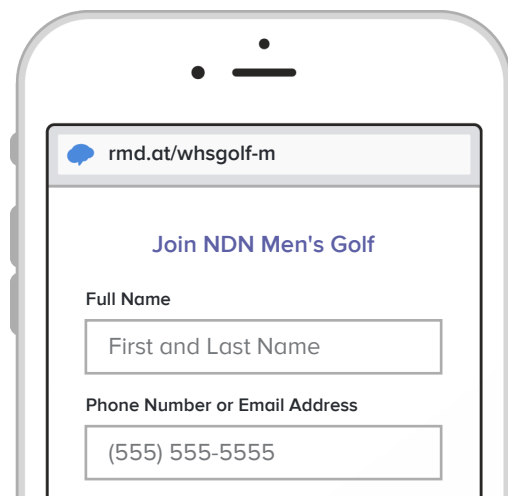 rmd.at/whsgolf-m
Join NDN Men's Golf
Full Name
First and Last Name
Phone Number or Email Address
(555) 555-5555